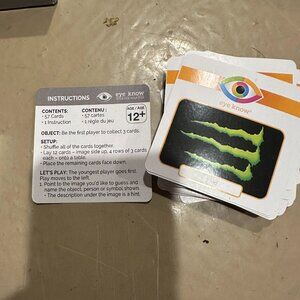 INSTRUCTIONS
eye know
CONTENTS:
• 57 Cards
• 1 Instruction
CONTENU:
• 57 cartes
• 1 règle du jeu
AGE / AGE
12+
OBJECT: Be the first player to collect 3 cards.
SETUP:
• Shuffle all of the cards together.
• Lay 12 cards - image side up, 4 rows of 3 cards
each - onto a table.
• Place the remaining cards face down.
LET'S PLAY: The youngest player goes first.
Play moves to the left.
1. Point to the image you'd like to guess and
name the object, person or symbol shown.
• The description under the image is a hint.
eye know